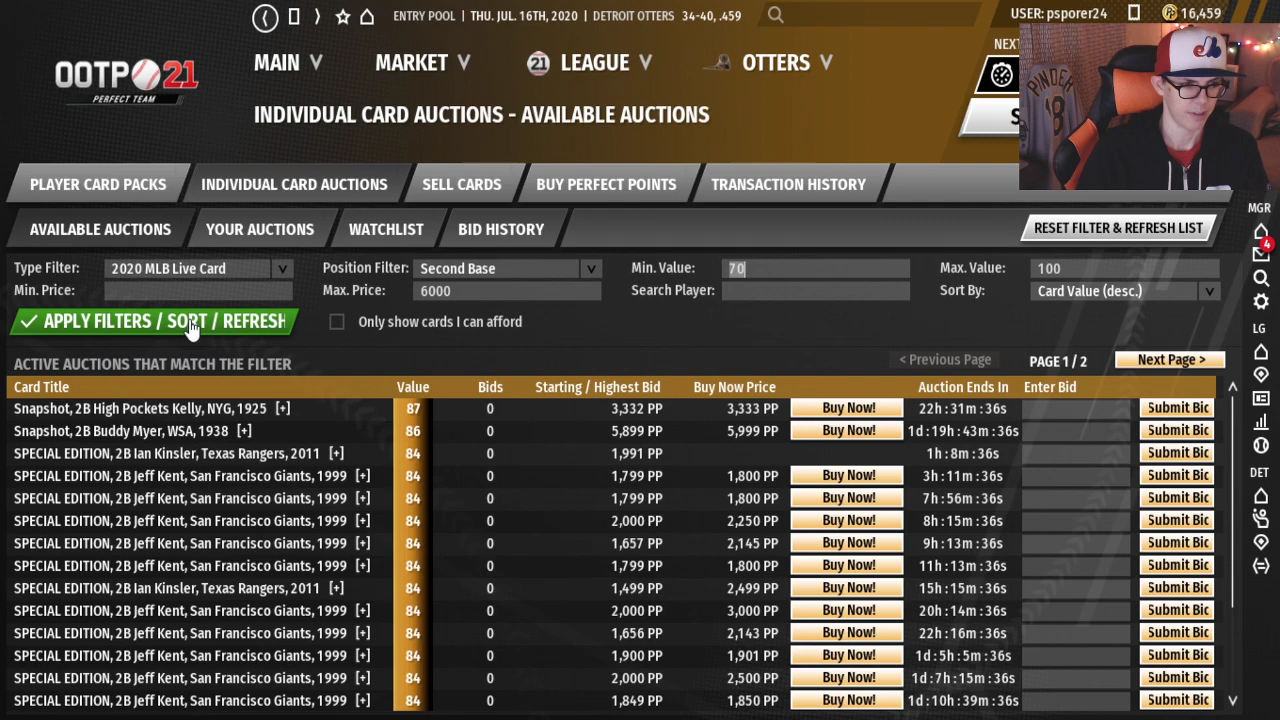 ENTRY POOL | THU. JUL. 16TH, 2020 | DETROIT OTTERS 34-40, .459
USER: psporer24 16,459
OOTP 21
PERFECT TEAM
MAIN MARKET 21 LEAGUE OTTERS
NEX
INDIVIDUAL CARD AUCTIONS - AVAILABLE AUCTIONS
S
PINDER
18
PLAYER CARD PACKS INDIVIDUAL CARD AUCTIONS SELL CARDS BUY PERFECT POINTS TRANSACTION HISTORY
AVAILABLE AUCTIONS YOUR AUCTIONS WATCHLIST BID HISTORY RESET FILTER & REFRESH LIST
MGR
4
Type Filter: 2020 MLB Live Card Position Filter: Second Base Min. Value: 70 Max. Value: 100
Min. Price: Max. Price: 6000 Search Player: Sort By: Card Value (desc.)
APPLY FILTERS / SORT / REFRESH Only show cards I can afford
LG
ACTIVE AUCTIONS THAT MATCH THE FILTER < Previous Page PAGE 1 / 2 Next Page >
Card Title Value Bids Starting / Highest Bid Buy Now Price Auction Ends In Enter Bid
Snapshot, 2B High Pockets Kelly, NYG, 1925 [+] 87 0 3,332 PP 3,333 PP Buy Now! 22h:31m:36s Submit Bic
Snapshot, 2B Buddy Myer, WSA, 1938 [+] 86 0 5,899 PP 5,999 PP Buy Now! 1d:19h:43m:36s Submit Bic
SPECIAL EDITION, 2B Ian Kinsler, Texas Rangers, 2011 [+] 84 0 1,991 PP 1h:8m:36s Submit Bic
DET
SPECIAL EDITION, 2B Jeff Kent, San Francisco Giants, 1999 [+] 84 0 1,799 PP 1,800 PP Buy Now! 3h:11m:36s Submit Bic
SPECIAL EDITION, 2B Jeff Kent, San Francisco Giants, 1999 [+] 84 0 1,799 PP 1,800 PP Buy Now! 7h:56m:36s Submit Bic
SPECIAL EDITION, 2B Jeff Kent, San Francisco Giants, 1999 [+] 84 0 2,000 PP 2,250 PP Buy Now! 8h:15m:36s Submit Bic
SPECIAL EDITION, 2B Jeff Kent, San Francisco Giants, 1999 [+] 84 0 1,657 PP 2,145 PP Buy Now! 9h:13m:36s Submit Bic
SPECIAL EDITION, 2B Jeff Kent, San Francisco Giants, 1999 [+] 84 0 1,799 PP 1,800 PP Buy Now! 11h:13m:36s Submit Bic
SPECIAL EDITION, 2B Ian Kinsler, Texas Rangers, 2011 [+] 84 0 1,499 PP 2,499 PP Buy Now! 15h:15m:36s Submit Bic
SPECIAL EDITION, 2B Jeff Kent, San Francisco Giants, 1999 [+] 84 0 2,000 PP 3,000 PP Buy Now! 20h:14m:36s Submit Bic
SPECIAL EDITION, 2B Jeff Kent, San Francisco Giants, 1999 [+] 84 0 1,656 PP 2,143 PP Buy Now! 22h:16m:36s Submit Bic
SPECIAL EDITION, 2B Jeff Kent, San Francisco Giants, 1999 [+] 84 0 1,900 PP 1,901 PP Buy Now! 1d:5h:5m:36s Submit Bic
SPECIAL EDITION, 2B Jeff Kent, San Francisco Giants, 1999 [+] 84 0 2,000 PP 2,500 PP Buy Now! 1d:7h:15m:36s Submit Bic
SPECIAL EDITION, 2B Jeff Kent, San Francisco Giants, 1999 [+] 84 0 1,849 PP 1,850 PP Buy Now! 1d:10h:39m:36s Submit Bic